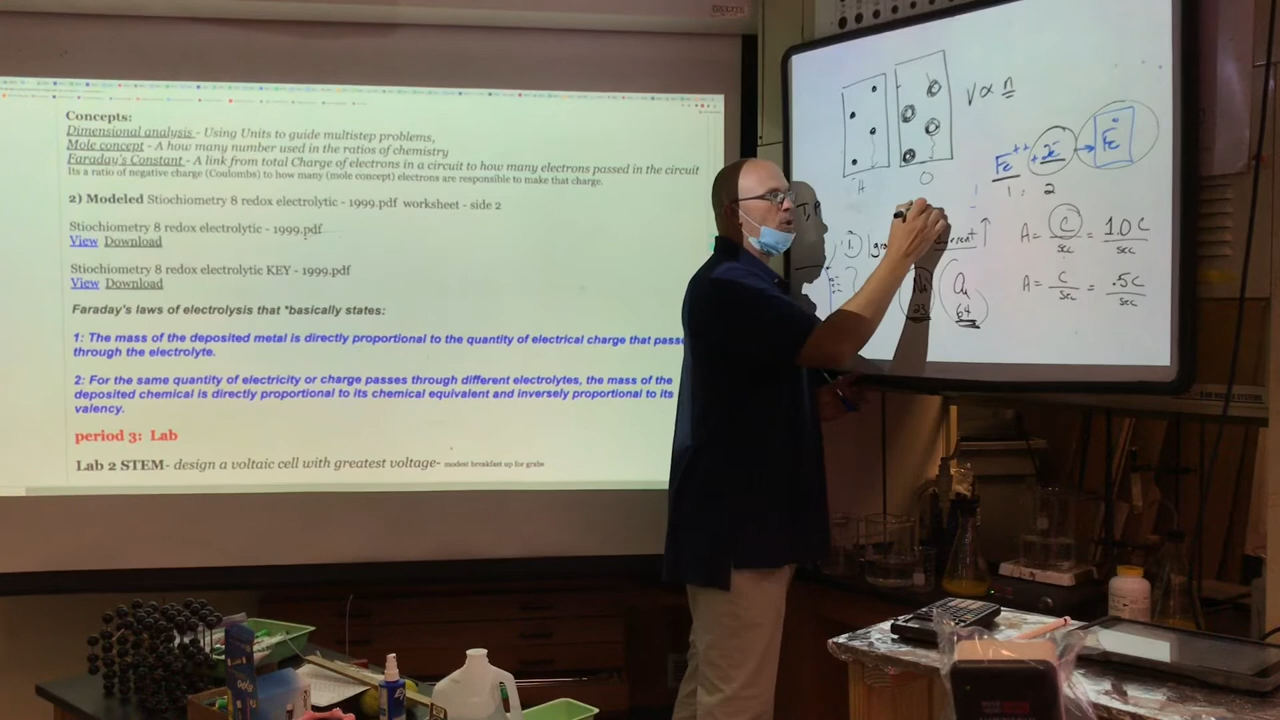 Concepts:
Dimensional analysis - Using Units to guide multistep problems,
Mole concept - A how many number used in the ratios of chemistry
Faraday's Constant - A link from total Charge of electrons in a circuit to how many electrons passed in the circuit
Its a ratio of negative charge (Coulombs) to how many (mole concept) electrons are responsible to make that charge.
2) Modeled Stiochiometry 8 redox electrolytic - 1999.pdf worksheet - side 2
Stiochiometry 8 redox electrolytic - 1999.pdf
View Download
Stiochiometry 8 redox electrolytic KEY - 1999.pdf
View Download
Faraday's laws of electrolysis that *basically states:
1: The mass of the deposited metal is directly proportional to the quantity of electrical charge that passe
through the electrolyte.
2: For the same quantity of electricity or charge passes through different electrolytes, the mass of the
deposited chemical is directly proportional to its chemical equivalent and inversely proportional to its
valency.
period 3: Lab
Lab 2 STEM- design a voltaic cell with greatest voltage- modest breakfast up for grabs
V ∝ n
Fe++ + 2e- → Fe°
1 : 2
H
O
A = C/sec = 1.0 C/sec
A = C/sec = .5C/sec
23
64